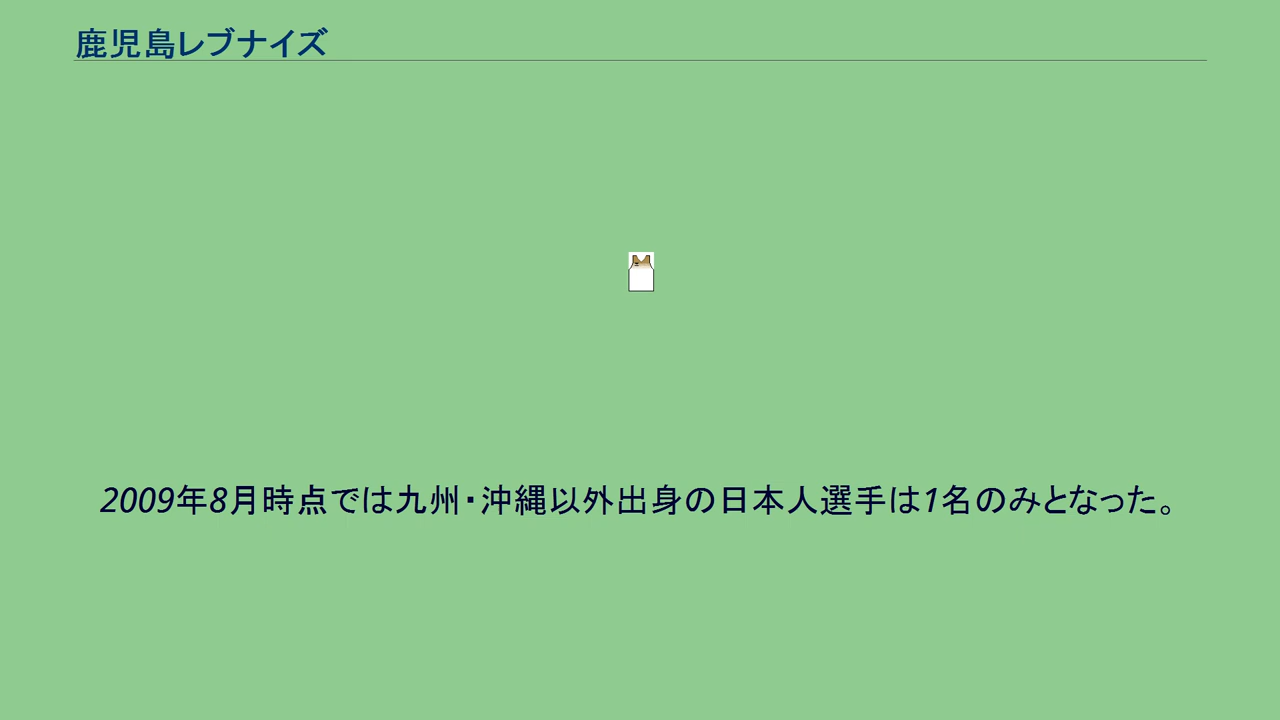 鹿児島レブナイズ
2009年8月時点では九州・沖縄以外出身の日本人選手は1名のみとなった。